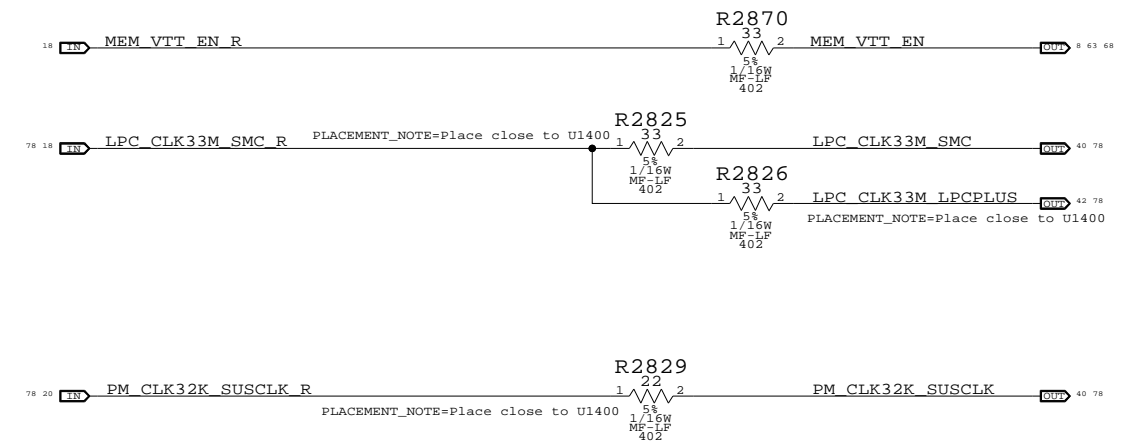 R2870
18 IN MEM_VTT_EN_R 1 33 2 MEM_VTT_EN OUT 8 63 68
5%
1/16W
MF-LF
402
R2825
78 18 IN LPC_CLK33M_SMC_R PLACEMENT_NOTE=Place close to U1400 1 33 2 LPC_CLK33M_SMC OUT 40 78
5%
1/16W
MF-LF
402
R2826
1 33 2 LPC_CLK33M_LPCPLUS OUT 42 78
PLACEMENT_NOTE=Place close to U1400
5%
1/16W
MF-LF
402
R2829
78 20 IN PM_CLK32K_SUSCLK_R 1 22 2 PM_CLK32K_SUSCLK OUT 40 78
PLACEMENT_NOTE=Place close to U1400
5%
1/16W
MF-LF
402